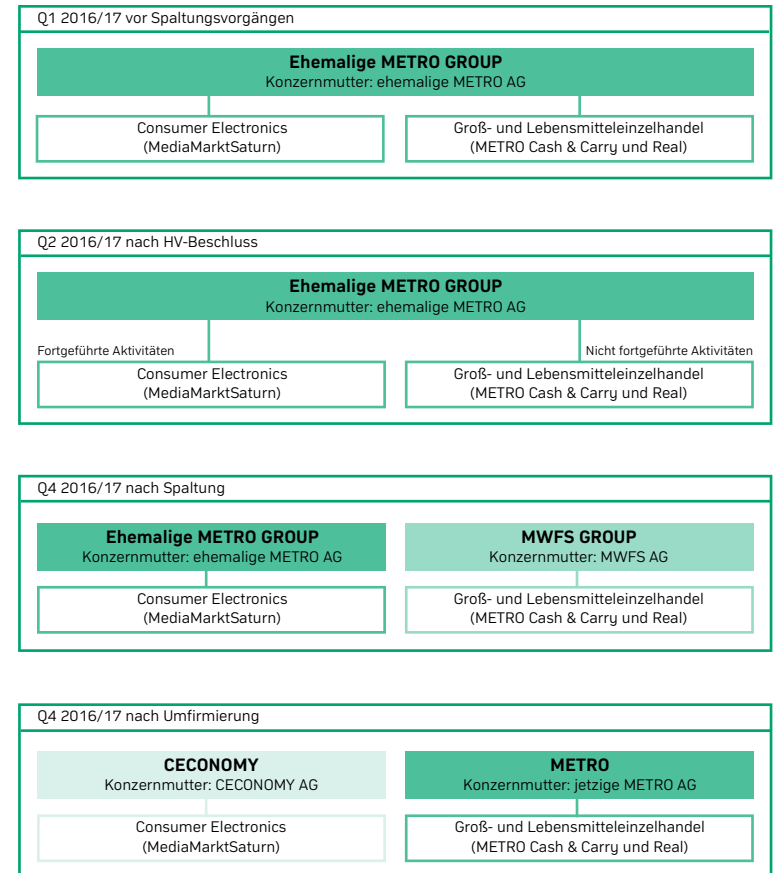 Q1 2016/17 vor Spaltungsvorgängen
Ehemalige METRO GROUP
Konzernmutter: ehemalige METRO AG
Consumer Electronics
(MediaMarktSaturn)
Groß- und Lebensmitteleinzelhandel
(METRO Cash & Carry und Real)
Q2 2016/17 nach HV-Beschluss
Ehemalige METRO GROUP
Konzernmutter: ehemalige METRO AG
Fortgeführte Aktivitäten
Nicht fortgeführte Aktivitäten
Consumer Electronics
(MediaMarktSaturn)
Groß- und Lebensmitteleinzelhandel
(METRO Cash & Carry und Real)
Q4 2016/17 nach Spaltung
Ehemalige METRO GROUP
Konzernmutter: ehemalige METRO AG
Consumer Electronics
(MediaMarktSaturn)
MWFS GROUP
Konzernmutter: MWFS AG
Groß- und Lebensmitteleinzelhandel
(METRO Cash & Carry und Real)
Q4 2016/17 nach Umfirmierung
CECONOMY
Konzernmutter: CECONOMY AG
Consumer Electronics
(MediaMarktSaturn)
METRO
Konzernmutter: jetzige METRO AG
Groß- und Lebensmitteleinzelhandel
(METRO Cash & Carry und Real)